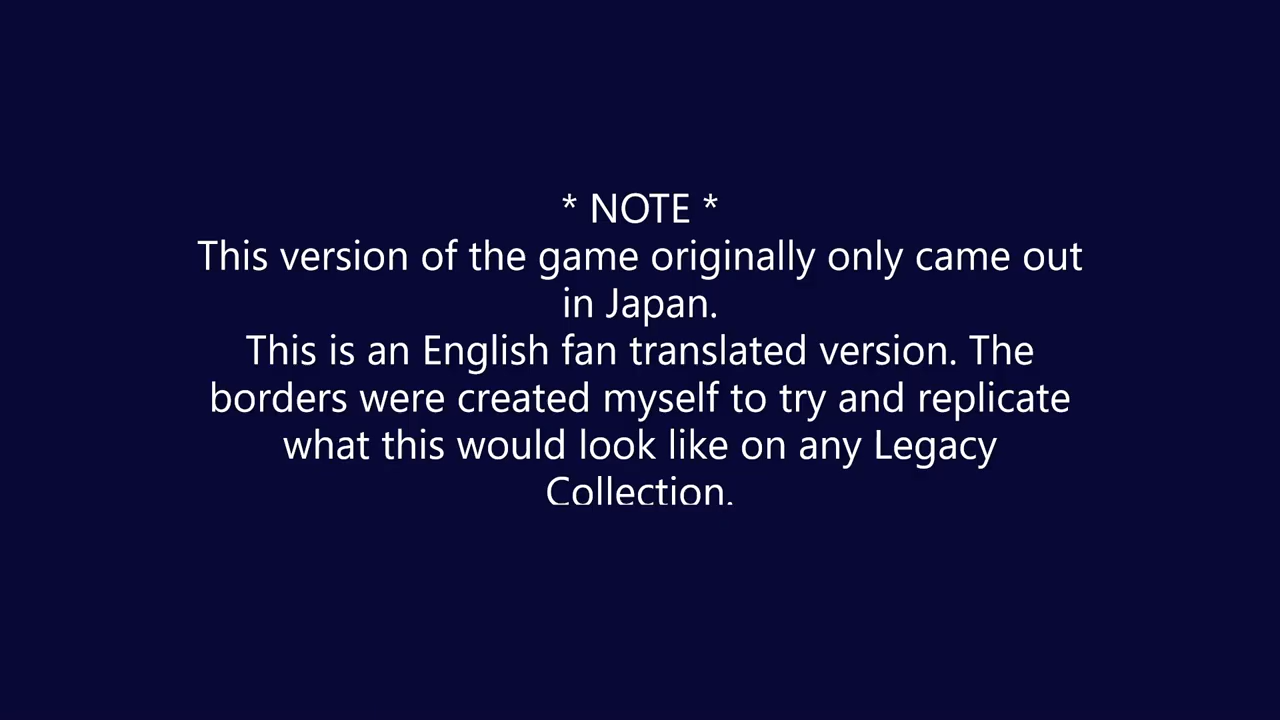 * NOTE *
This version of the game originally only came out
in Japan.
This is an English fan translated version. The
borders were created myself to try and replicate
what this would look like on any Legacy
Collection.